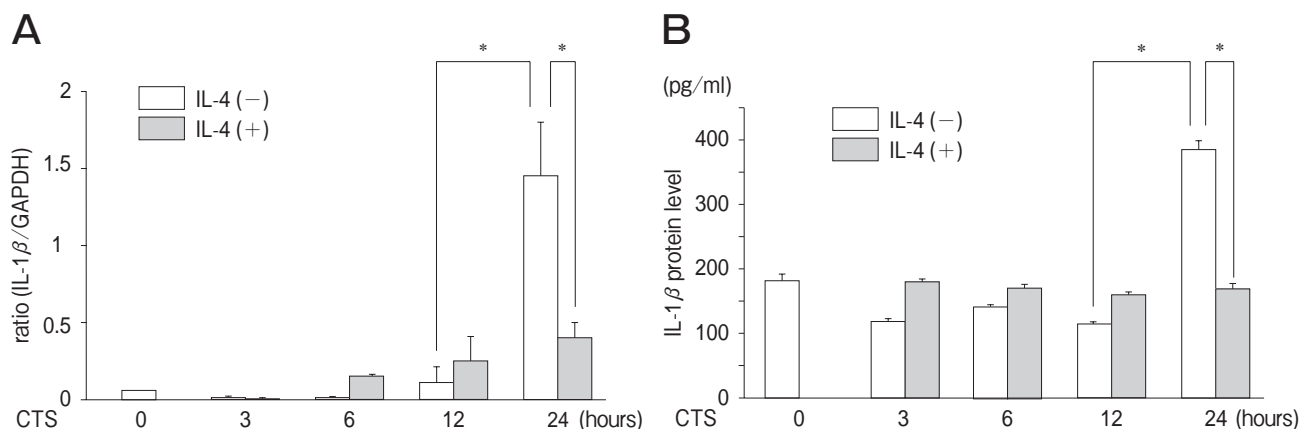 A
ratio (IL-1β/GAPDH)
2
1.5
1
0.5
0
IL-4 (−)
IL-4 (+)
*
*
CTS 0 3 6 12 24 (hours)
B
(pg/ml)
IL-1β protein level
400
300
200
100
0
IL-4 (−)
IL-4 (+)
*
*
CTS 0 3 6 12 24 (hours)